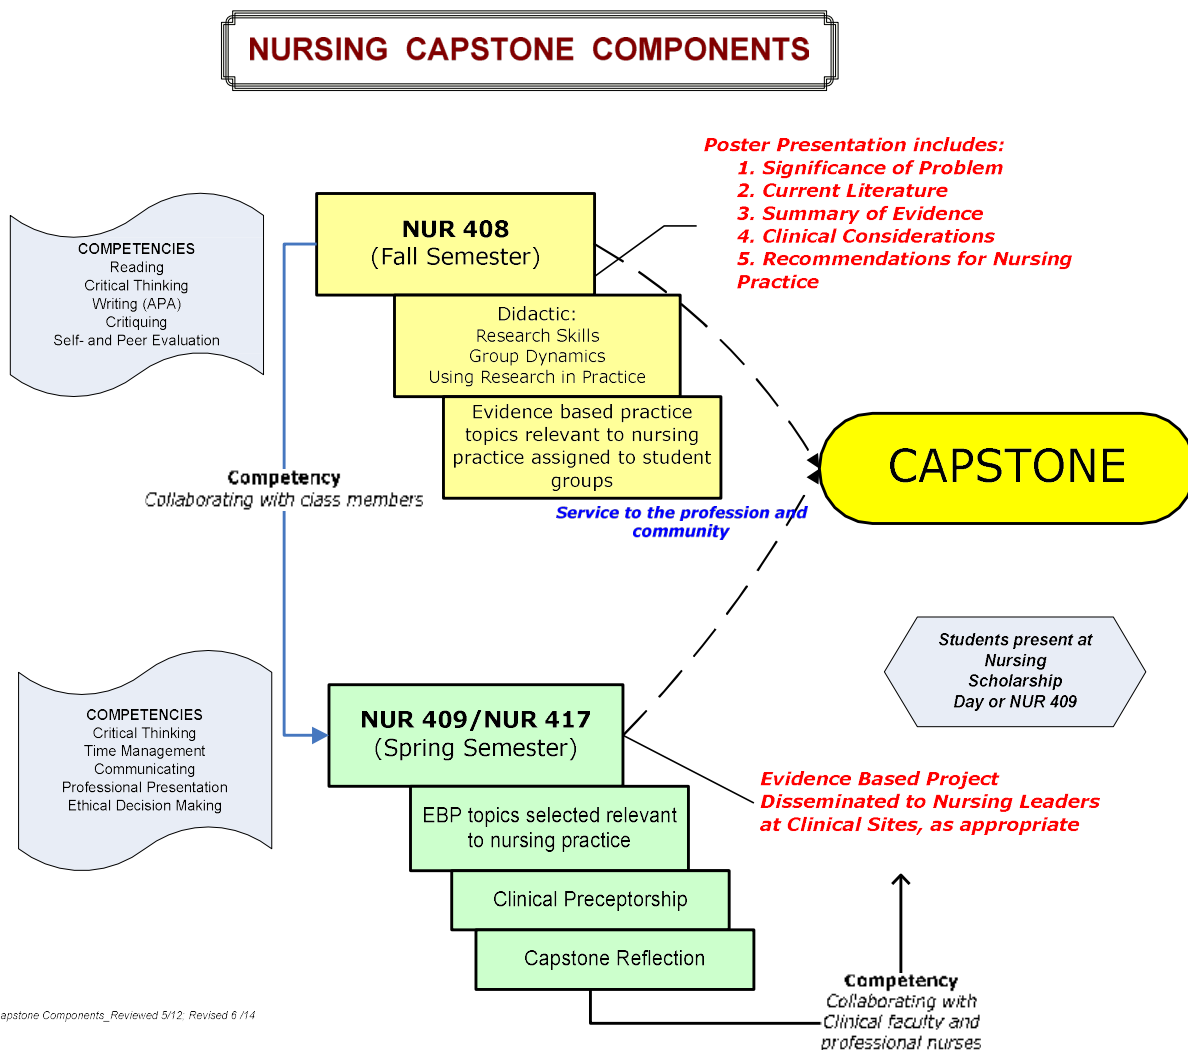 NURSING CAPSTONE COMPONENTS
Poster Presentation includes:
1. Significance of Problem
2. Current Literature
3. Summary of Evidence
4. Clinical Considerations
5. Recommendations for Nursing
Practice
COMPETENCIES
Reading
Critical Thinking
Writing (APA)
Critiquing
Self- and Peer Evaluation
NUR 408
(Fall Semester)
Didactic:
Research Skills
Group Dynamics
Using Research in Practice
Evidence based practice
topics relevant to nursing
practice assigned to student
groups
Service to the profession and
community
Competency
Collaborating with class members
CAPSTONE
Students present at
Nursing
Scholarship
Day or NUR 409
COMPETENCIES
Critical Thinking
Time Management
Communicating
Professional Presentation
Ethical Decision Making
NUR 409/NUR 417
(Spring Semester)
EBP topics selected relevant
to nursing practice
Clinical Preceptorship
Capstone Reflection
Evidence Based Project
Disseminated to Nursing Leaders
at Clinical Sites, as appropriate
Competency
Collaborating with
Clinical faculty and
professional nurses
apstone Components_Reviewed 5/12; Revised 6 /14